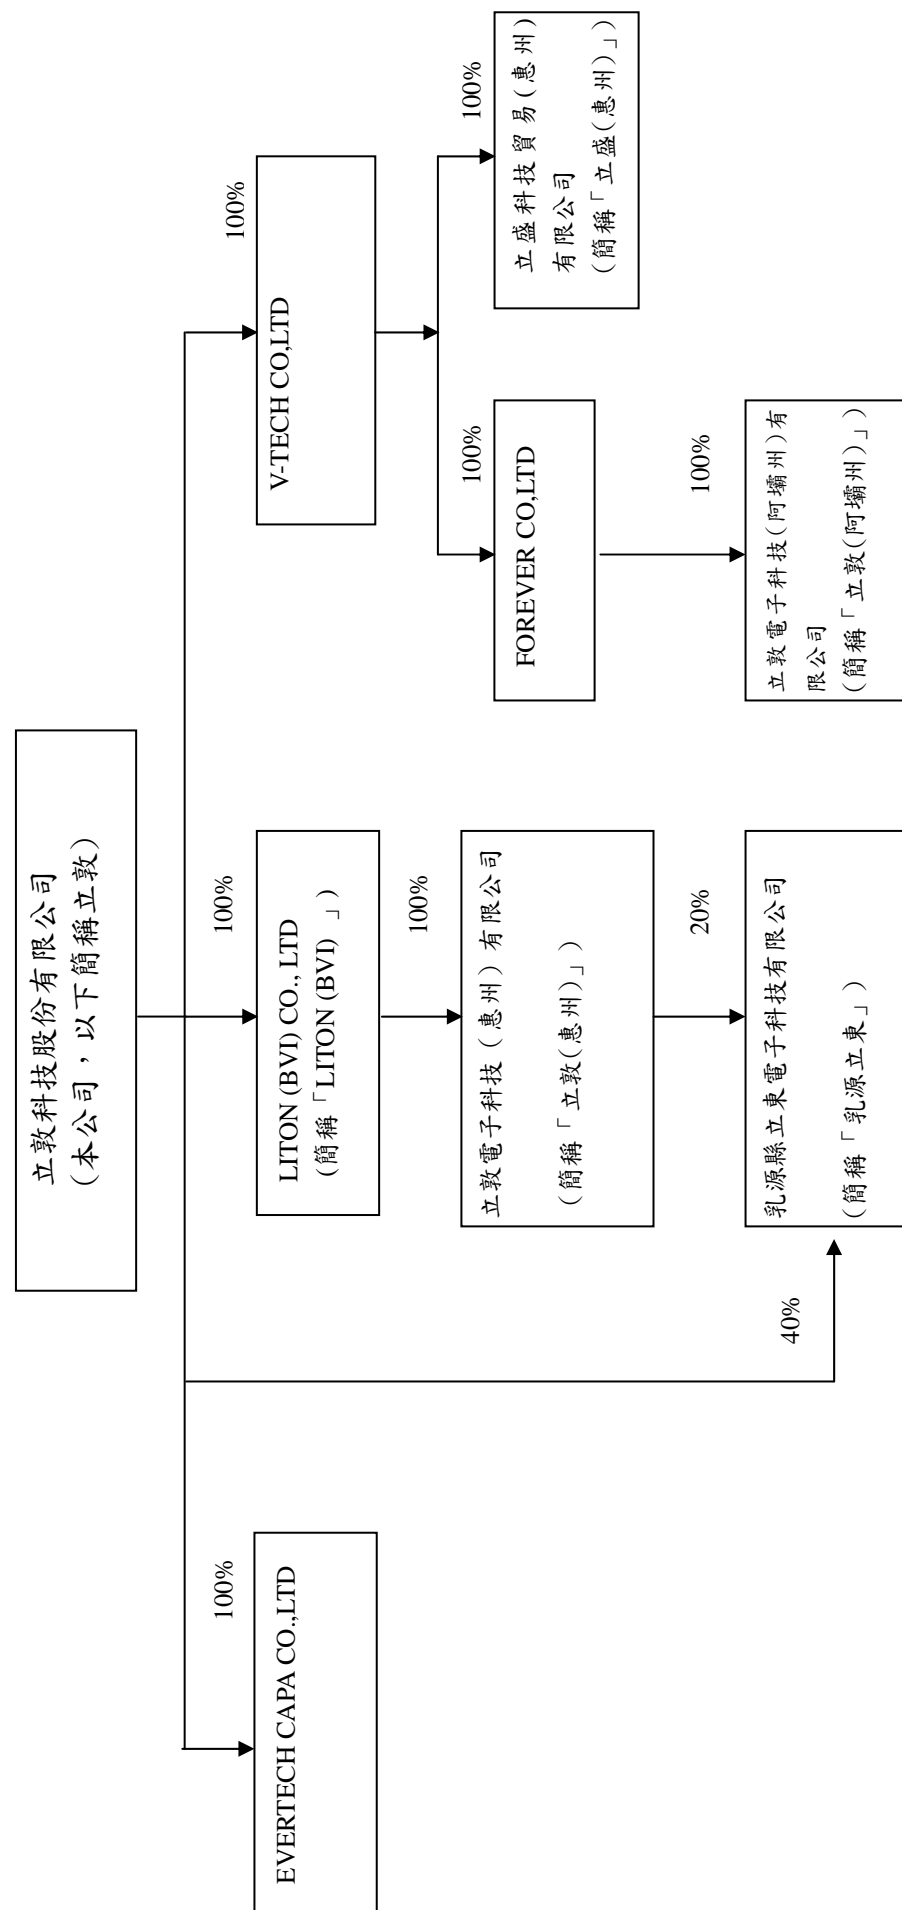 立敦科技股份有限公司
(本公司，以下簡稱立敦)
100%
EVERTECH CAPA CO.,LTD
100%
LITON (BVI) CO., LTD
(簡稱「LITON (BVI) 」)
100%
V-TECH CO,LTD
100%
立敦電子科技（惠州）有限公司
(簡稱「立敦(惠州)」)
100%
FOREVER CO,LTD
100%
立盛科技貿易(惠州)
有限公司
(簡稱「立盛(惠州)」)
40%
20%
乳源縣立東電子科技有限公司
(簡稱「乳源立東」)
100%
立敦電子科技(阿壩州)有
限公司
(簡稱「立敦(阿壩州)」)